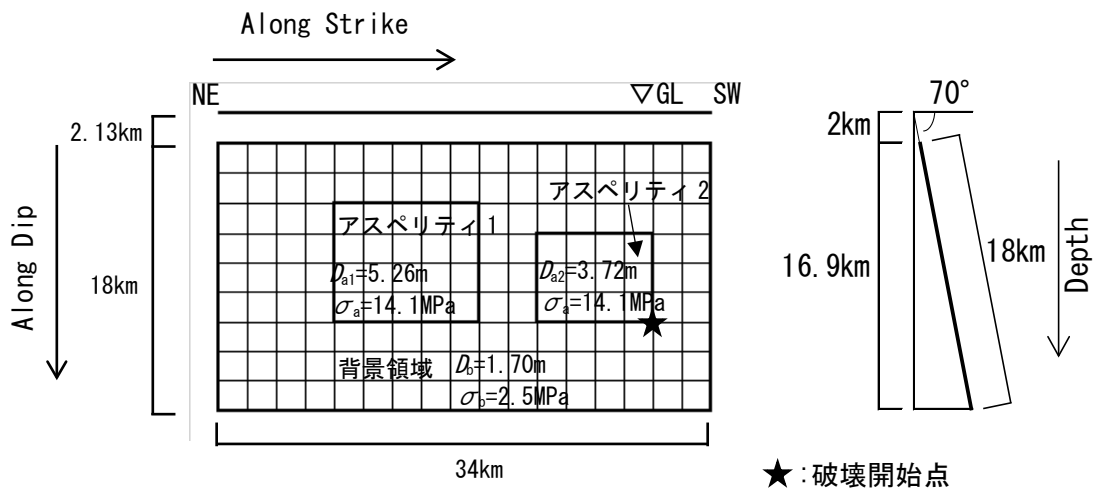 Along Strike
NE
▽GL
SW
2.13km
Along Dip
18km
アスペリティ1
Da1=5.26m
σa=14.1MPa
アスペリティ2
Da2=3.72m
σa=14.1MPa
背景領域 Db=1.70m
σb=2.5MPa
34km
70°
2km
16.9km
18km
Depth
★:破壊開始点